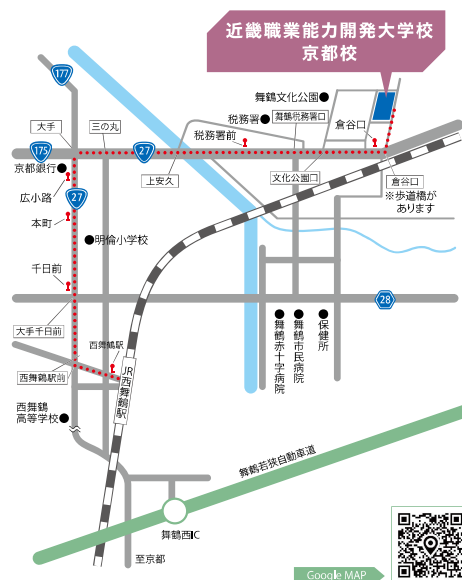 近畿職業能力開発大学校
京都校
177
舞鶴文化公園
税務署
舞鶴税務署口
大手
三の丸
税務署前
倉谷口
175
27
京都銀行
上安久
文化公園口
倉谷口
※歩道橋が
あります
広小路
27
本町
明倫小学校
千日前
28
大手千日前
西舞鶴駅
舞鶴赤十字病院
舞鶴市民病院
保健所
西舞鶴駅前
JR西舞鶴駅
西舞鶴
高等学校
舞鶴若狭自動車道
舞鶴西IC
至京都
Google MAP